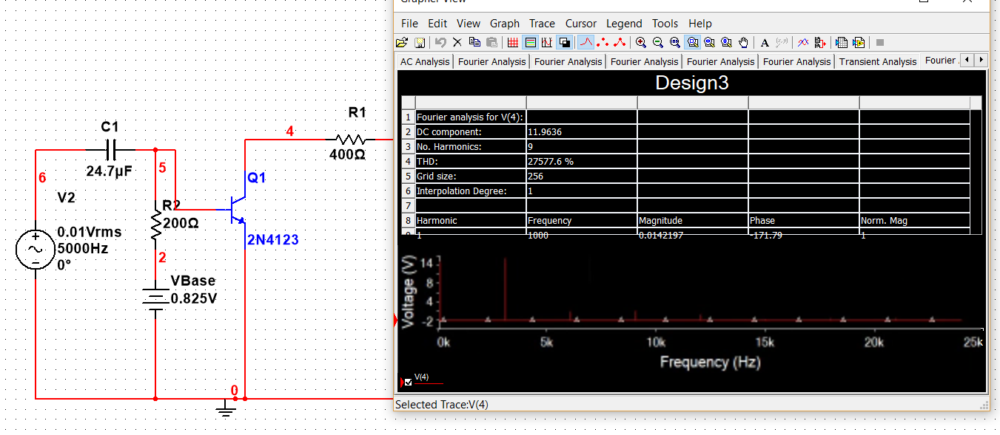 Grapher View
File Edit View Graph Trace Cursor Legend Tools Help
A
AC Analysis Fourier Analysis Fourier Analysis Fourier Analysis Fourier Analysis Fourier Analysis Transient Analysis Fourier
Design3
1 Fourier analysis for V(4):
2 DC component: 11.9636
3 No. Harmonics: 9
4 THD: 27577.6 %
5 Grid size: 256
6 Interpolation Degree: 1
7
8 Harmonic Frequency Magnitude Phase Norm. Mag
9 1 1000 0.0142197 -171.79 1
Voltage (V)
14
8
4
-2
0k 5k 10k 15k 20k 25k
Frequency (Hz)
V(4)
Selected Trace:V(4)
C1
24.7µF
6
5
V2
0.01Vrms
5000Hz
0°
R2
200Ω
2
VBase
0.825V
4
R1
400Ω
Q1
2N4123
0